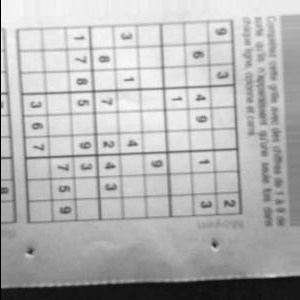 Complétez cette grille avec des chiffres de 1 à 9 de
sorte qu'ils n'apparaissent qu'une seule fois dans
chaque ligne, colonne et carré.
Moyen
9 3 2
6 4 9 1 3
1
9
3 1 4
8 7 2 4 3
1 7 8 5 9 3
7 5 9
3 6 7
8